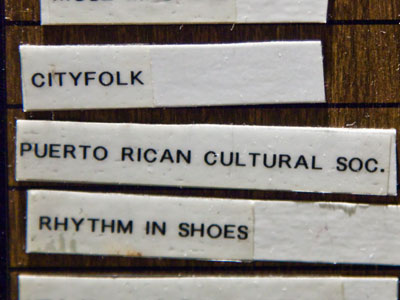 CITYFOLK
PUERTO RICAN CULTURAL SOC.
RHYTHM IN SHOES